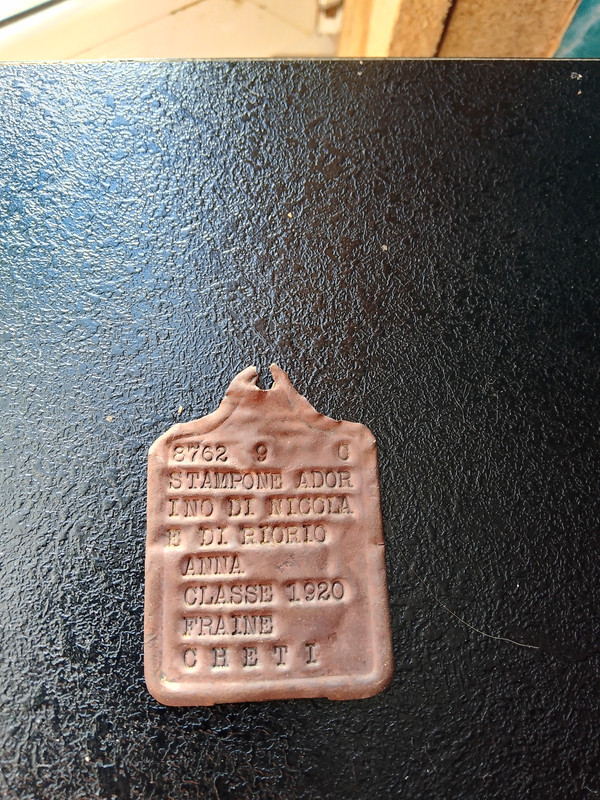 8762 9 C
STAMPONE ADOR
INO DI NICOLA
E DI RIORIO
ANNA
CLASSE 1920
FRAINE
CHETI